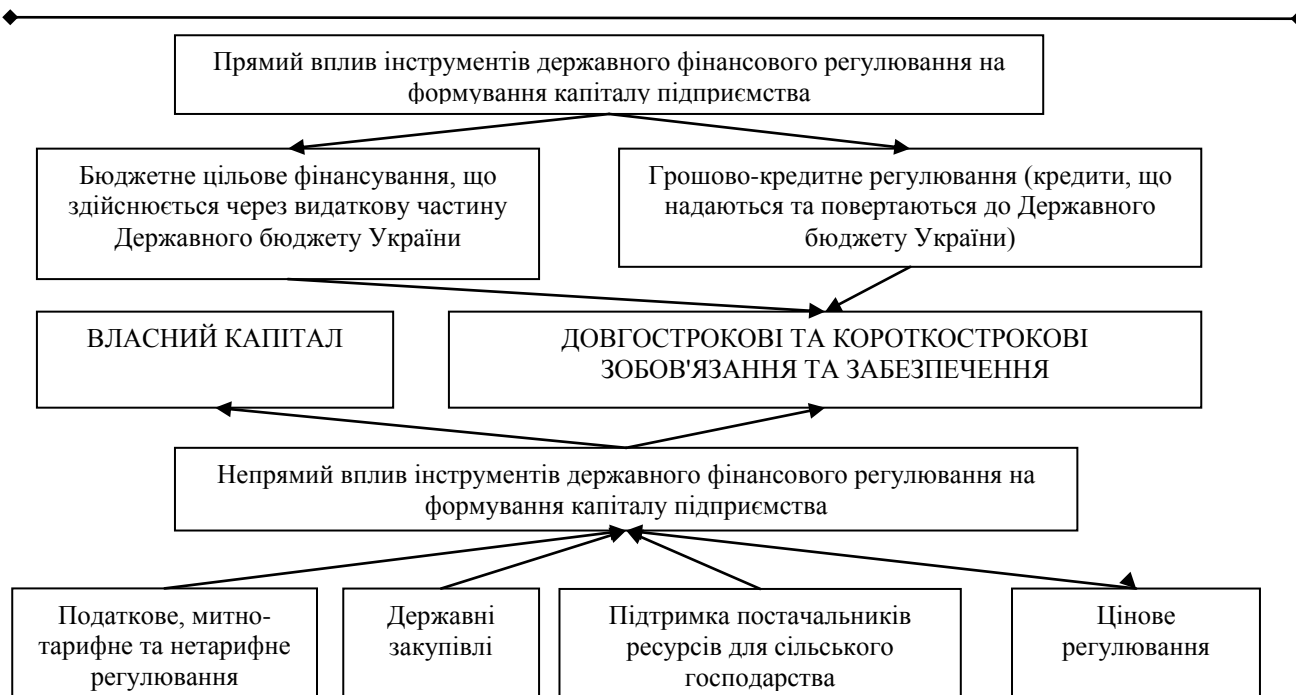 Прямий вплив інструментів державного фінансового регулювання на
формування капіталу підприємства
Бюджетне цільове фінансування, що
здійснюється через видаткову частину
Державного бюджету України
Грошово-кредитне регулювання (кредити, що
надаються та повертаються до Державного
бюджету України)
ВЛАСНИЙ КАПІТАЛ
ДОВГОСТРОКОВІ ТА КОРОТКОСТРОКОВІ
ЗОБОВ'ЯЗАННЯ ТА ЗАБЕЗПЕЧЕННЯ
Непрямий вплив інструментів державного фінансового регулювання на
формування капіталу підприємства
Податкове, митно-
тарифне та нетарифне
регулювання
Державні
закупівлі
Підтримка постачальників
ресурсів для сільського
господарства
Цінове
регулювання